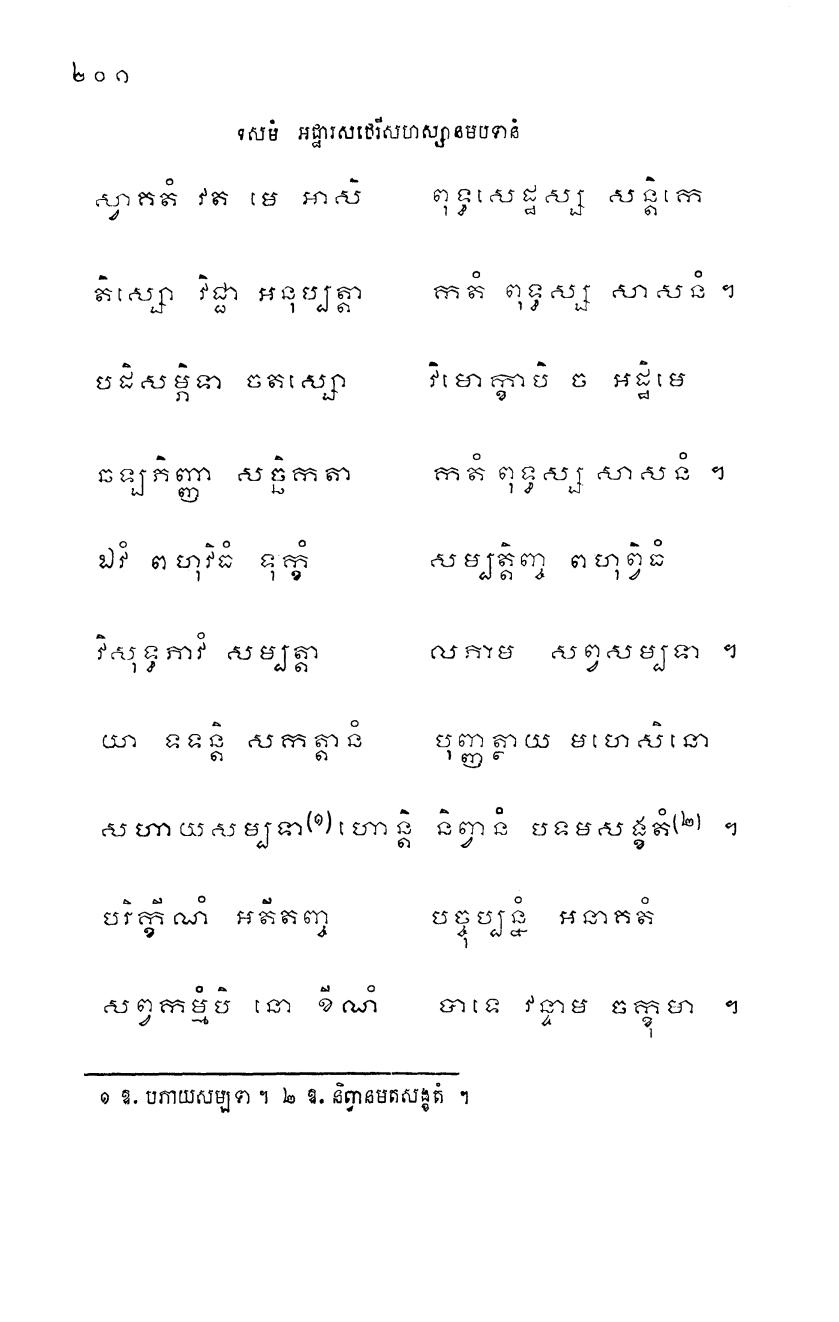 ២០១
ទសមំ អដ្ឋារសថេរីសហស្សានមបទានំ
ស្វាគតំ វត មេ អាសិ ពុទ្ធសេដ្ឋស្ស សន្តិកេ
តិស្សោ វិជ្ជា អនុប្បត្តា កតំ ពុទ្ធស្ស សាសនំ ។
បដិសម្ភិទា ចតស្សោ វិមោក្ខាបិ ច អដ្ឋិមេ
ឆឡភិញ្ញា សច្ឆិកតា កតំ ពុទ្ធស្ស សាសនំ ។
ឯវំ ពហុវិធំ ទុក្ខំ សម្បត្តិញ្ច ពហុព្វិធំ
វិសុទ្ធភាវំ សម្បត្តា លភាម សព្វសម្បទា ។
យា ទទន្តិ សកត្តានំ បុញ្ញត្ថាយ មហេសិនោ
សហាយសម្បទា(១)ហោន្តិ និព្វានំ បទមសង្ខតំ(២) ។
បរិក្ខីណំ អតីតញ្ច បច្ចុប្បន្នំ អនាគតំ
សព្វកម្មំបិ នោ ខីណំ បាទេ វន្ទាម ចក្ខុមា ។
១ ឱ. បភាយសម្បទា ។ ២ ឱ. និព្វានមតសង្ខតំ ។